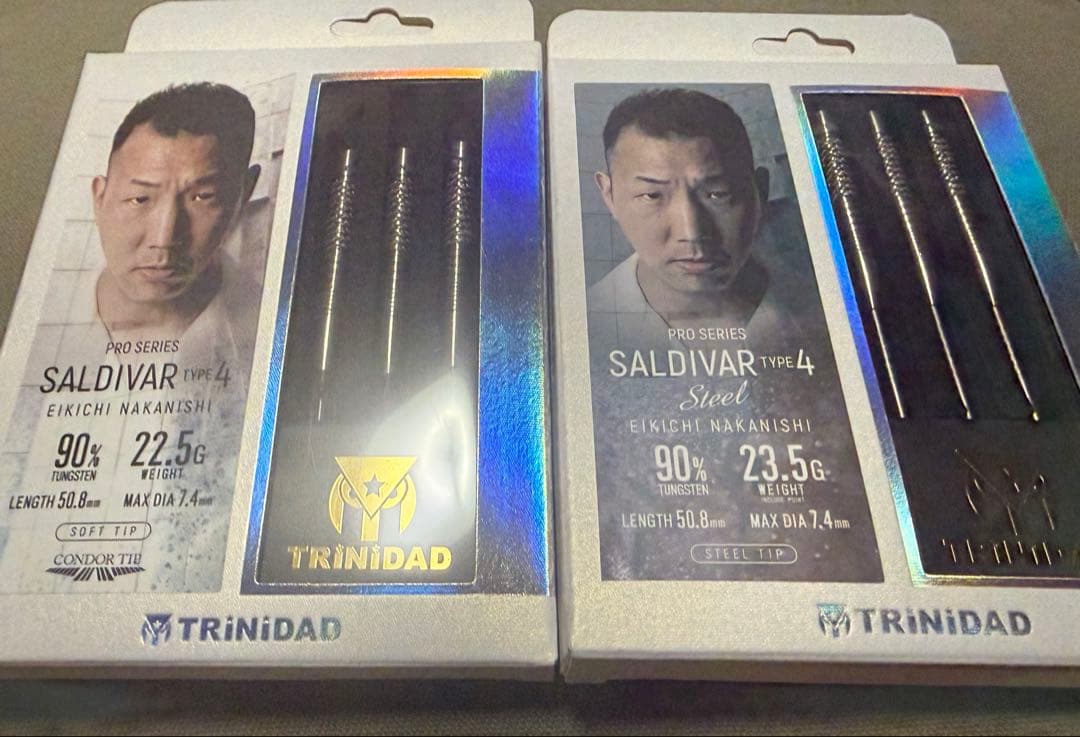 PRO SERIES
SALDIVAR TYPE 4
EIKICHI NAKANISHI
90% 22.5G
TUNGSTEN WEIGHT
LENGTH 50.8mm MAX DIA 7.4mm
SOFT TIP
CONDOR TIP
TRiNiDAD
TRiNiDAD
PRO SERIES
SALDIVAR TYPE 4
Steel
EIKICHI NAKANISHI
90% 23.5G
TUNGSTEN WEIGHT
INCLUDE POINT
LENGTH 50.8mm MAX DIA 7.4mm
STEEL TIP
TRiNiDAD